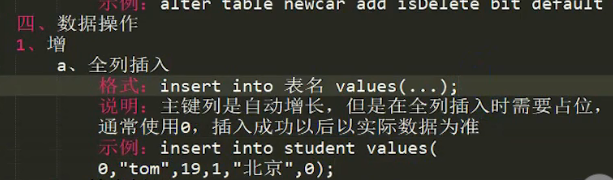 示例：alter table newcar add isDelete bit default
四、数据操作
1、增
a、全列插入
格式：insert into 表名 values(...);
说明：主键列是自动增长，但是在全列插入时需要占位，
通常使用0，插入成功以后以实际数据为准
示例：insert into student values(
0,"tom",19,1,"北京",0);